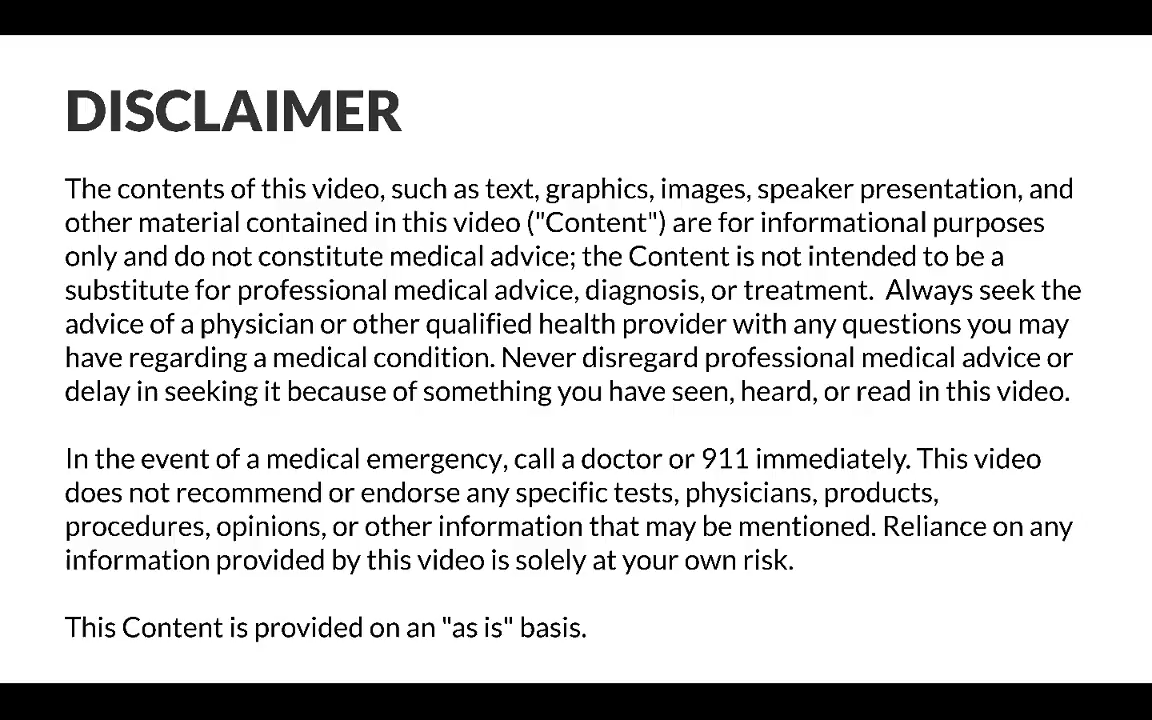 DISCLAIMER
The contents of this video, such as text, graphics, images, speaker presentation, and
other material contained in this video ("Content") are for informational purposes
only and do not constitute medical advice; the Content is not intended to be a
substitute for professional medical advice, diagnosis, or treatment.  Always seek the
advice of a physician or other qualified health provider with any questions you may
have regarding a medical condition. Never disregard professional medical advice or
delay in seeking it because of something you have seen, heard, or read in this video.
In the event of a medical emergency, call a doctor or 911 immediately. This video
does not recommend or endorse any specific tests, physicians, products,
procedures, opinions, or other information that may be mentioned. Reliance on any
information provided by this video is solely at your own risk.
This Content is provided on an "as is" basis.